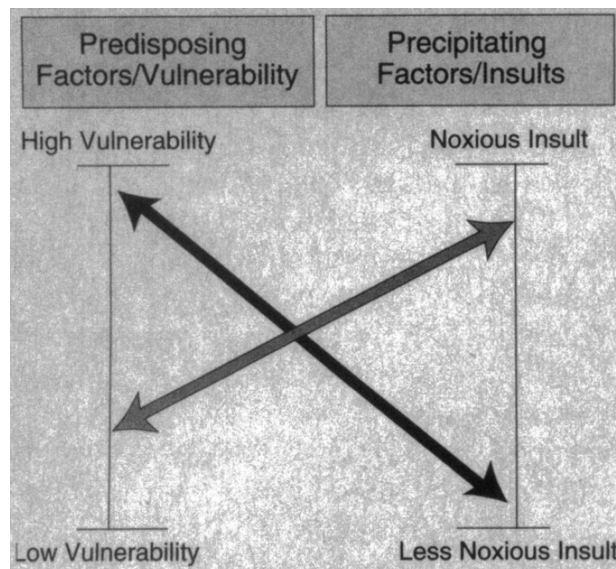 Predisposing
Factors/Vulnerability
Precipitating
Factors/Insults
High Vulnerability
Noxious Insult
Low Vulnerability
Less Noxious Insult